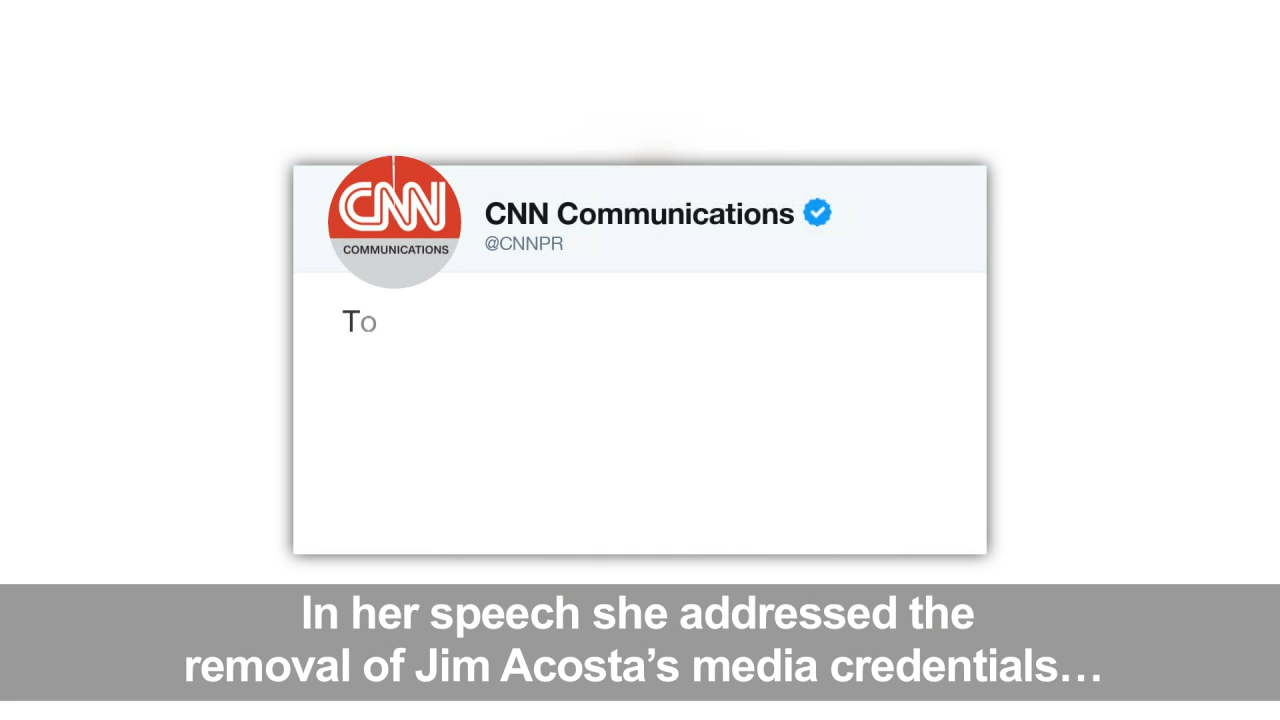 CNN
COMMUNICATIONS
CNN Communications
@CNNPR
To
In her speech she addressed the
removal of Jim Acosta’s media credentials…